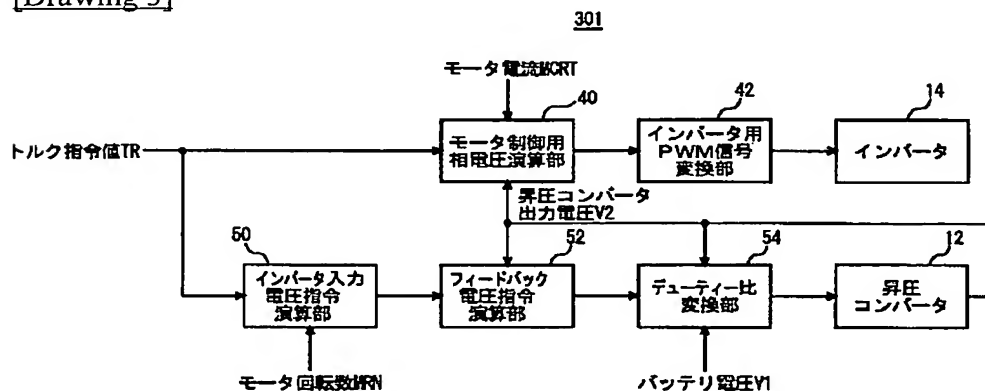 [Drawing 3]
301
モータ電流MCRT
40
42
14
トルク指令値TR
モータ制御用
相電圧演算部
インバータ用
PWM信号
変換部
インバータ
昇圧コンバータ
出力電圧V2
50
52
54
12
インバータ入力
電圧指令
演算部
フィードバック
電圧指令
演算部
デューティー比
変換部
昇圧
コンバータ
モータ回転数MRN
バッテリ電圧V1